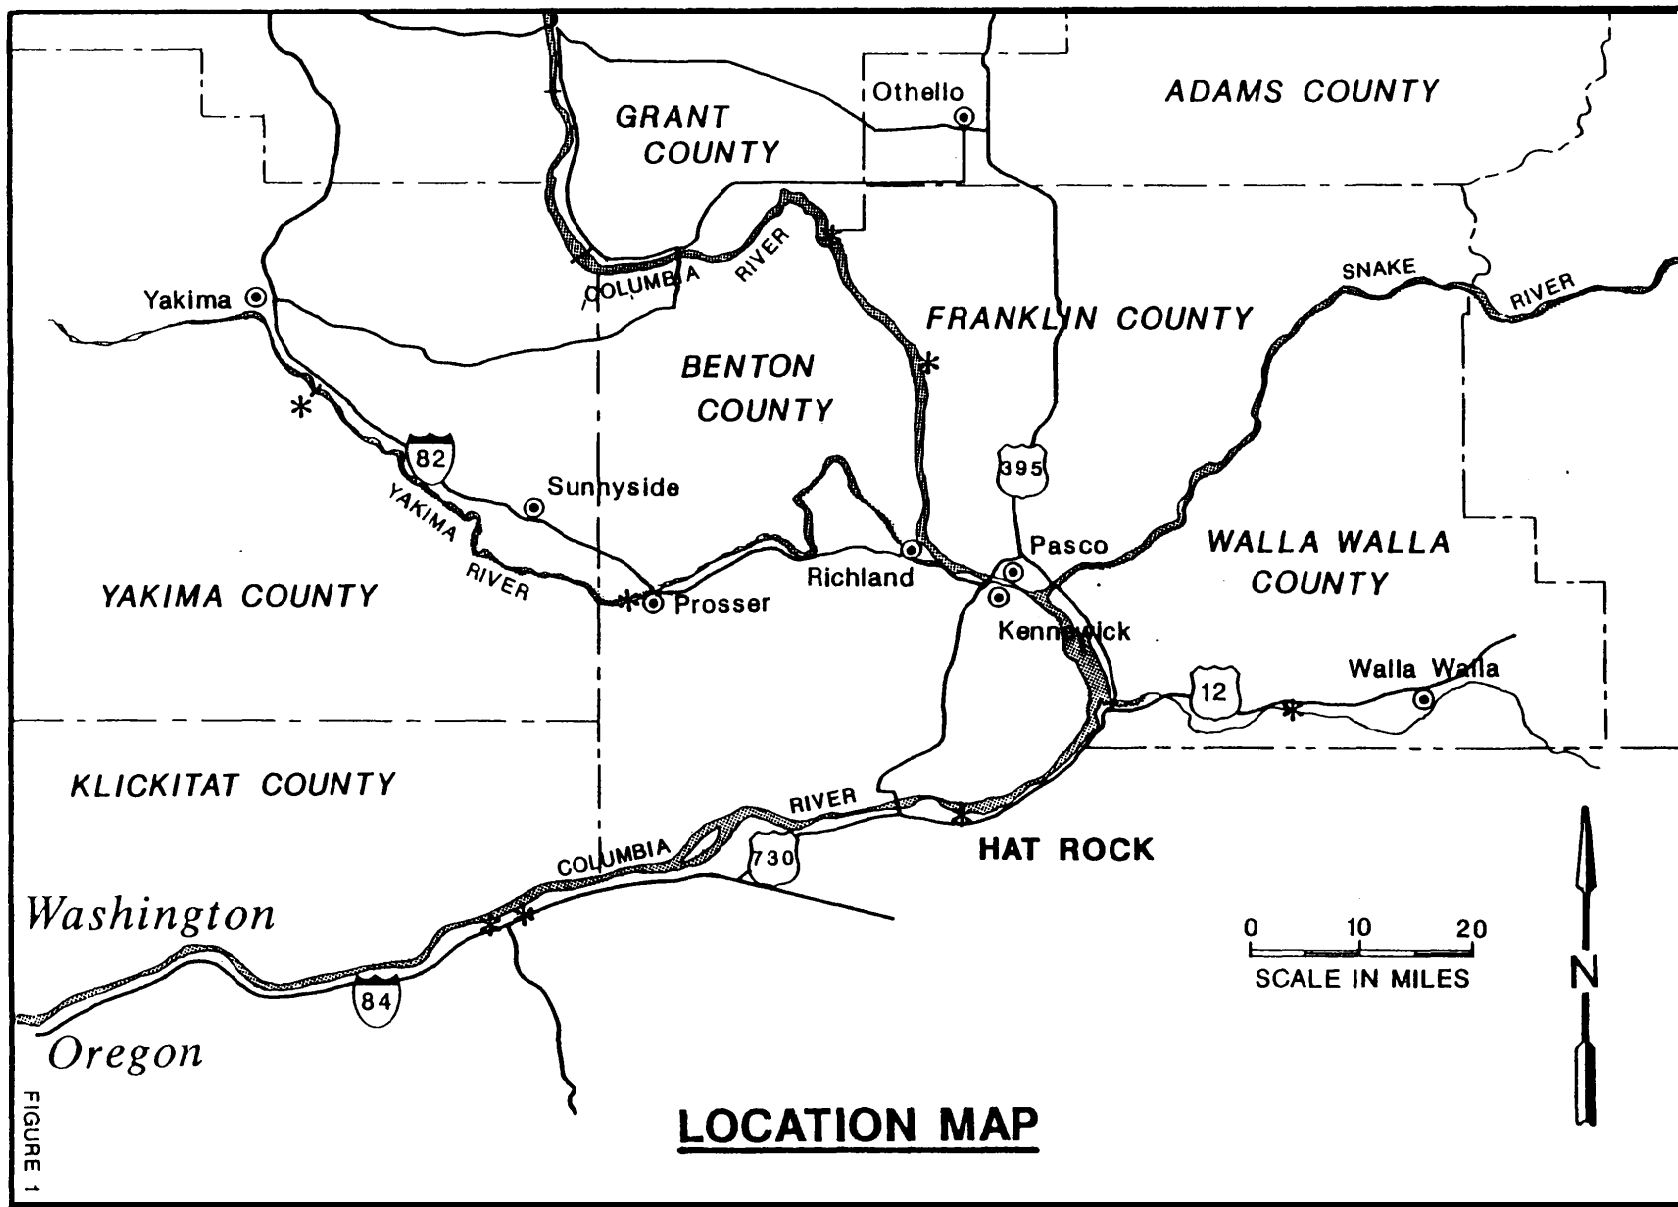 Othello
ADAMS COUNTY
GRANT
COUNTY
COLUMBIA
RIVER
SNAKE
RIVER
Yakima
FRANKLIN COUNTY
BENTON
COUNTY
82
395
Sunnyside
YAKIMA
RIVER
Pasco
WALLA WALLA
COUNTY
Richland
YAKIMA COUNTY
Prosser
Kennewick
Walla Walla
12
KLICKITAT COUNTY
RIVER
COLUMBIA
730
HAT ROCK
Washington
0 10 20
SCALE IN MILES
N
84
Oregon
LOCATION MAP
FIGURE 1